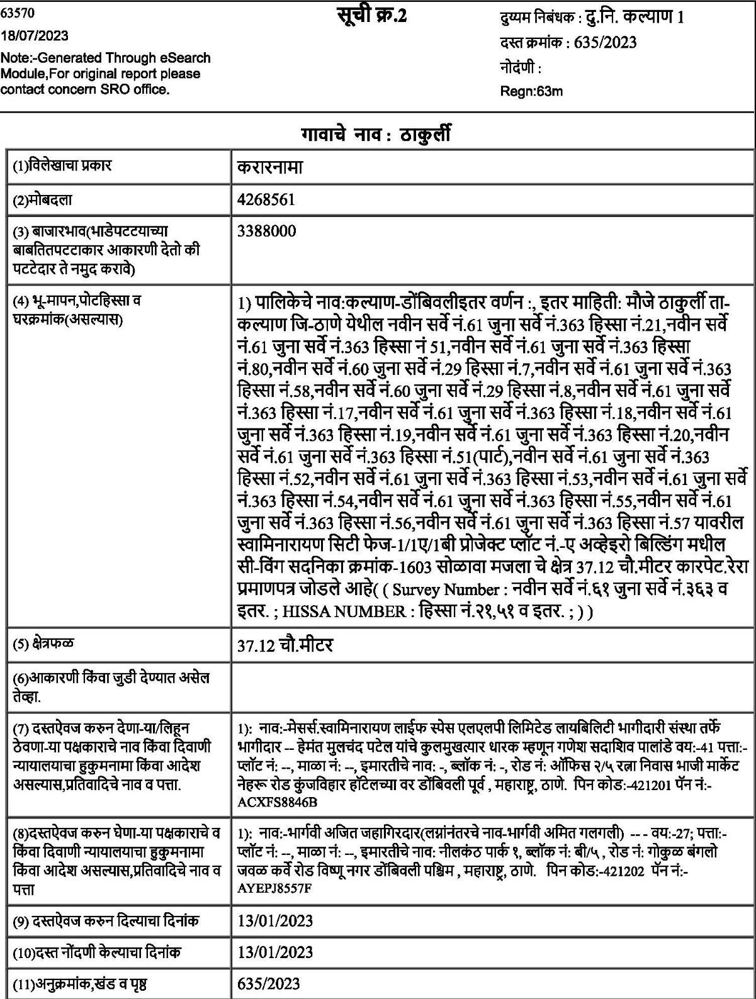 63570
18/07/2023
Note:-Generated Through eSearch
Module,For original report please
contact concern SRO office.
सूची क्र.2
दुय्यम निबंधक : दु.नि. कल्याण 1
दस्त क्रमांक : 635/2023
नोदंणी :
Regn:63m
गावाचे नाव : ठाकुर्ली
(1)विलेखाचा प्रकार
करारनामा
(2)मोबदला
4268561
(3) बाजारभाव(भाडेपटटयाच्या
बाबतितपटटाकार आकारणी देतो की
पटटेदार ते नमुद करावे)
3388000
(4) भू-मापन,पोटहिस्सा व
घरक्रमांक(असल्यास)
1) पालिकेचे नाव:कल्याण-डोंबिवलीइतर वर्णन :, इतर माहिती: मौजे ठाकुर्ली ता-
कल्याण जि-ठाणे येथील नवीन सर्वे नं.61 जुना सर्वे नं.363 हिस्सा नं.21,नवीन सर्वे
नं.61 जुना सर्वे नं.363 हिस्सा नं 51,नवीन सर्वे नं.61 जुना सर्वे नं.363 हिस्सा
नं.80,नवीन सर्वे नं.60 जुना सर्वे नं.29 हिस्सा नं.7,नवीन सर्वे नं.61 जुना सर्वे नं.363
हिस्सा नं.58,नवीन सर्वे नं.60 जुना सर्वे नं.29 हिस्सा नं.8,नवीन सर्वे नं.61 जुना सर्वे
नं.363 हिस्सा नं.17,नवीन सर्वे नं.61 जुना सर्वे नं.363 हिस्सा नं.18,नवीन सर्वे नं.61
जुना सर्वे नं.363 हिस्सा नं.19,नवीन सर्वे नं.61 जुना सर्वे नं.363 हिस्सा नं.20,नवीन
सर्वे नं.61 जुना सर्वे नं.363 हिस्सा नं.51(पार्ट),नवीन सर्वे नं.61 जुना सर्वे नं.363
हिस्सा नं.52,नवीन सर्वे नं.61 जुना सर्वे नं.363 हिस्सा नं.53,नवीन सर्वे नं.61 जुना सर्वे
नं.363 हिस्सा नं.54,नवीन सर्वे नं.61 जुना सर्वे नं.363 हिस्सा नं.55,नवीन सर्वे नं.61
जुना सर्वे नं.363 हिस्सा नं.56,नवीन सर्वे नं.61 जुना सर्वे नं.363 हिस्सा नं.57 यावरील
स्वामिनारायण सिटी फेज-1/1ए/1बी प्रोजेक्ट प्लॉट नं.-ए अव्हेइरो बिल्डिंग मधील
सी-विंग सदनिका क्रमांक-1603 सोळावा मजला चे क्षेत्र 37.12 चौ.मीटर कारपेट.रेरा
प्रमाणपत्र जोडले आहे( ( Survey Number : नवीन सर्वे नं.६१ जुना सर्वे नं.३६३ व
इतर. ; HISSA NUMBER : हिस्सा नं.२१,५१ व इतर. ; ) )
(5) क्षेत्रफळ
37.12 चौ.मीटर
(6)आकारणी किंवा जुडी देण्यात असेल
तेव्हा.
(7) दस्तऐवज करुन देणा-या/लिहून
ठेवणा-या पक्षकाराचे नाव किंवा दिवाणी
न्यायालयाचा हुकुमनामा किंवा आदेश
असल्यास,प्रतिवादिचे नाव व पत्ता.
1): नाव:-मेसर्स.स्वामिनारायण लाईफ स्पेस एलएलपी लिमिटेड लायबिलिटी भागीदारी संस्था तर्फे
भागीदार -- हेमंत मुलचंद पटेल यांचे कुलमुखत्यार धारक म्हणून गणेश सदाशिव पालांडे वय:-41 पत्ता:-
प्लॉट नं: --, माळा नं: --, इमारतीचे नाव: -, ब्लॉक नं: -, रोड नं: ऑफिस २/५ रत्ना निवास भाजी मार्केट
नेहरू रोड कुंजविहार हॉटेलच्या वर डोंबिवली पूर्व , महाराष्ट्र, ठाणे. पिन कोड:-421201 पॅन नं:-
ACXFS8846B
(8)दस्तऐवज करुन घेणा-या पक्षकाराचे व
किंवा दिवाणी न्यायालयाचा हुकुमनामा
किंवा आदेश असल्यास,प्रतिवादिचे नाव व
पत्ता
1): नाव:-भार्गवी अजित जहागिरदार(लग्नांनंतरचे नाव-भार्गवी अमित गलगली) -- - वय:-27; पत्ता:-
प्लॉट नं: --, माळा नं: --, इमारतीचे नाव: नीलकंठ पार्क १, ब्लॉक नं: बी/५ , रोड नं: गोकुळ बंगलो
जवळ कर्वे रोड विष्णू नगर डोंबिवली पश्चिम , महाराष्ट्र, ठाणे. पिन कोड:-421202 पॅन नं:-
AYEPJ8557F
(9) दस्तऐवज करुन दिल्याचा दिनांक
13/01/2023
(10)दस्त नोंदणी केल्याचा दिनांक
13/01/2023
(11)अनुक्रमांक,खंड व पृष्ठ
635/2023